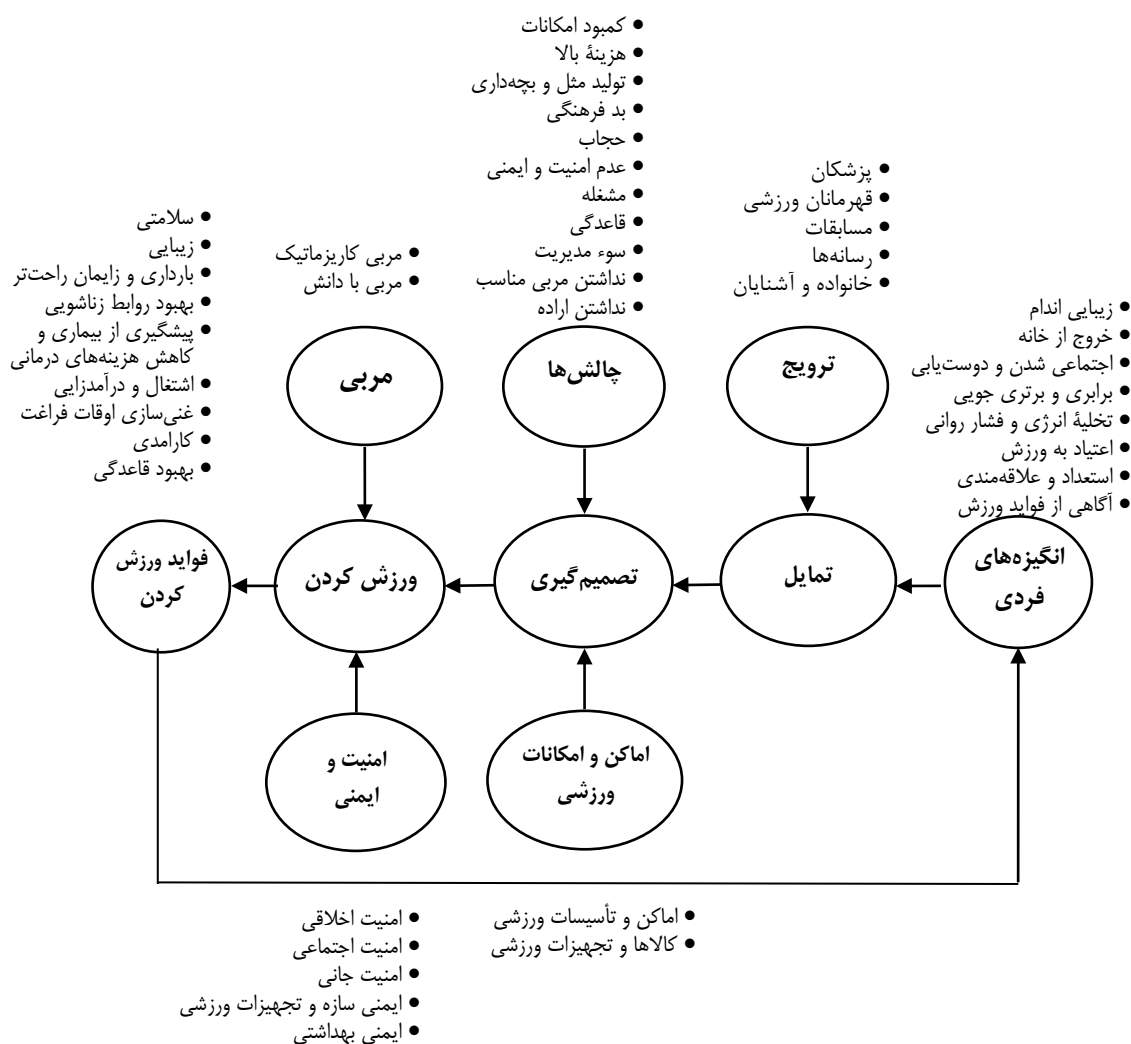 • کمبود امکانات
• هزینهٔ بالا
• تولید مثل و بچه‌داری
• بد فرهنگی
• حجاب
• عدم امنیت و ایمنی
• مشغله
• قاعدگی
• سوء مدیریت
• نداشتن مربی مناسب
• نداشتن اراده
• پزشکان
• قهرمانان ورزشی
• مسابقات
• رسانه‌ها
• خانواده و آشنایان
• زیبایی اندام
• خروج از خانه
• اجتماعی شدن و دوست‌یابی
• برابری و برتری جویی
• تخلیهٔ انرژی و فشار روانی
• اعتیاد به ورزش
• استعداد و علاقه‌مندی
• آگاهی از فواید ورزش
• مربی کاریزماتیک
• مربی با دانش
• سلامتی
• زیبایی
• بارداری و زایمان راحت‌تر
• بهبود روابط زناشویی
• پیشگیری از بیماری و
کاهش هزینه‌های درمانی
• اشتغال و درآمدزایی
• غنی‌سازی اوقات فراغت
• کارامدی
• بهبود قاعدگی
ترویج
چالش‌ها
مربی
انگیزه‌های
فردی
تمایل
تصمیم‌گیری
ورزش کردن
فواید ورزش
کردن
اماکن و امکانات
ورزشی
امنیت و
ایمنی
• اماکن و تأسیسات ورزشی
• کالاها و تجهیزات ورزشی
• امنیت اخلاقی
• امنیت اجتماعی
• امنیت جانی
• ایمنی سازه و تجهیزات ورزشی
• ایمنی بهداشتی